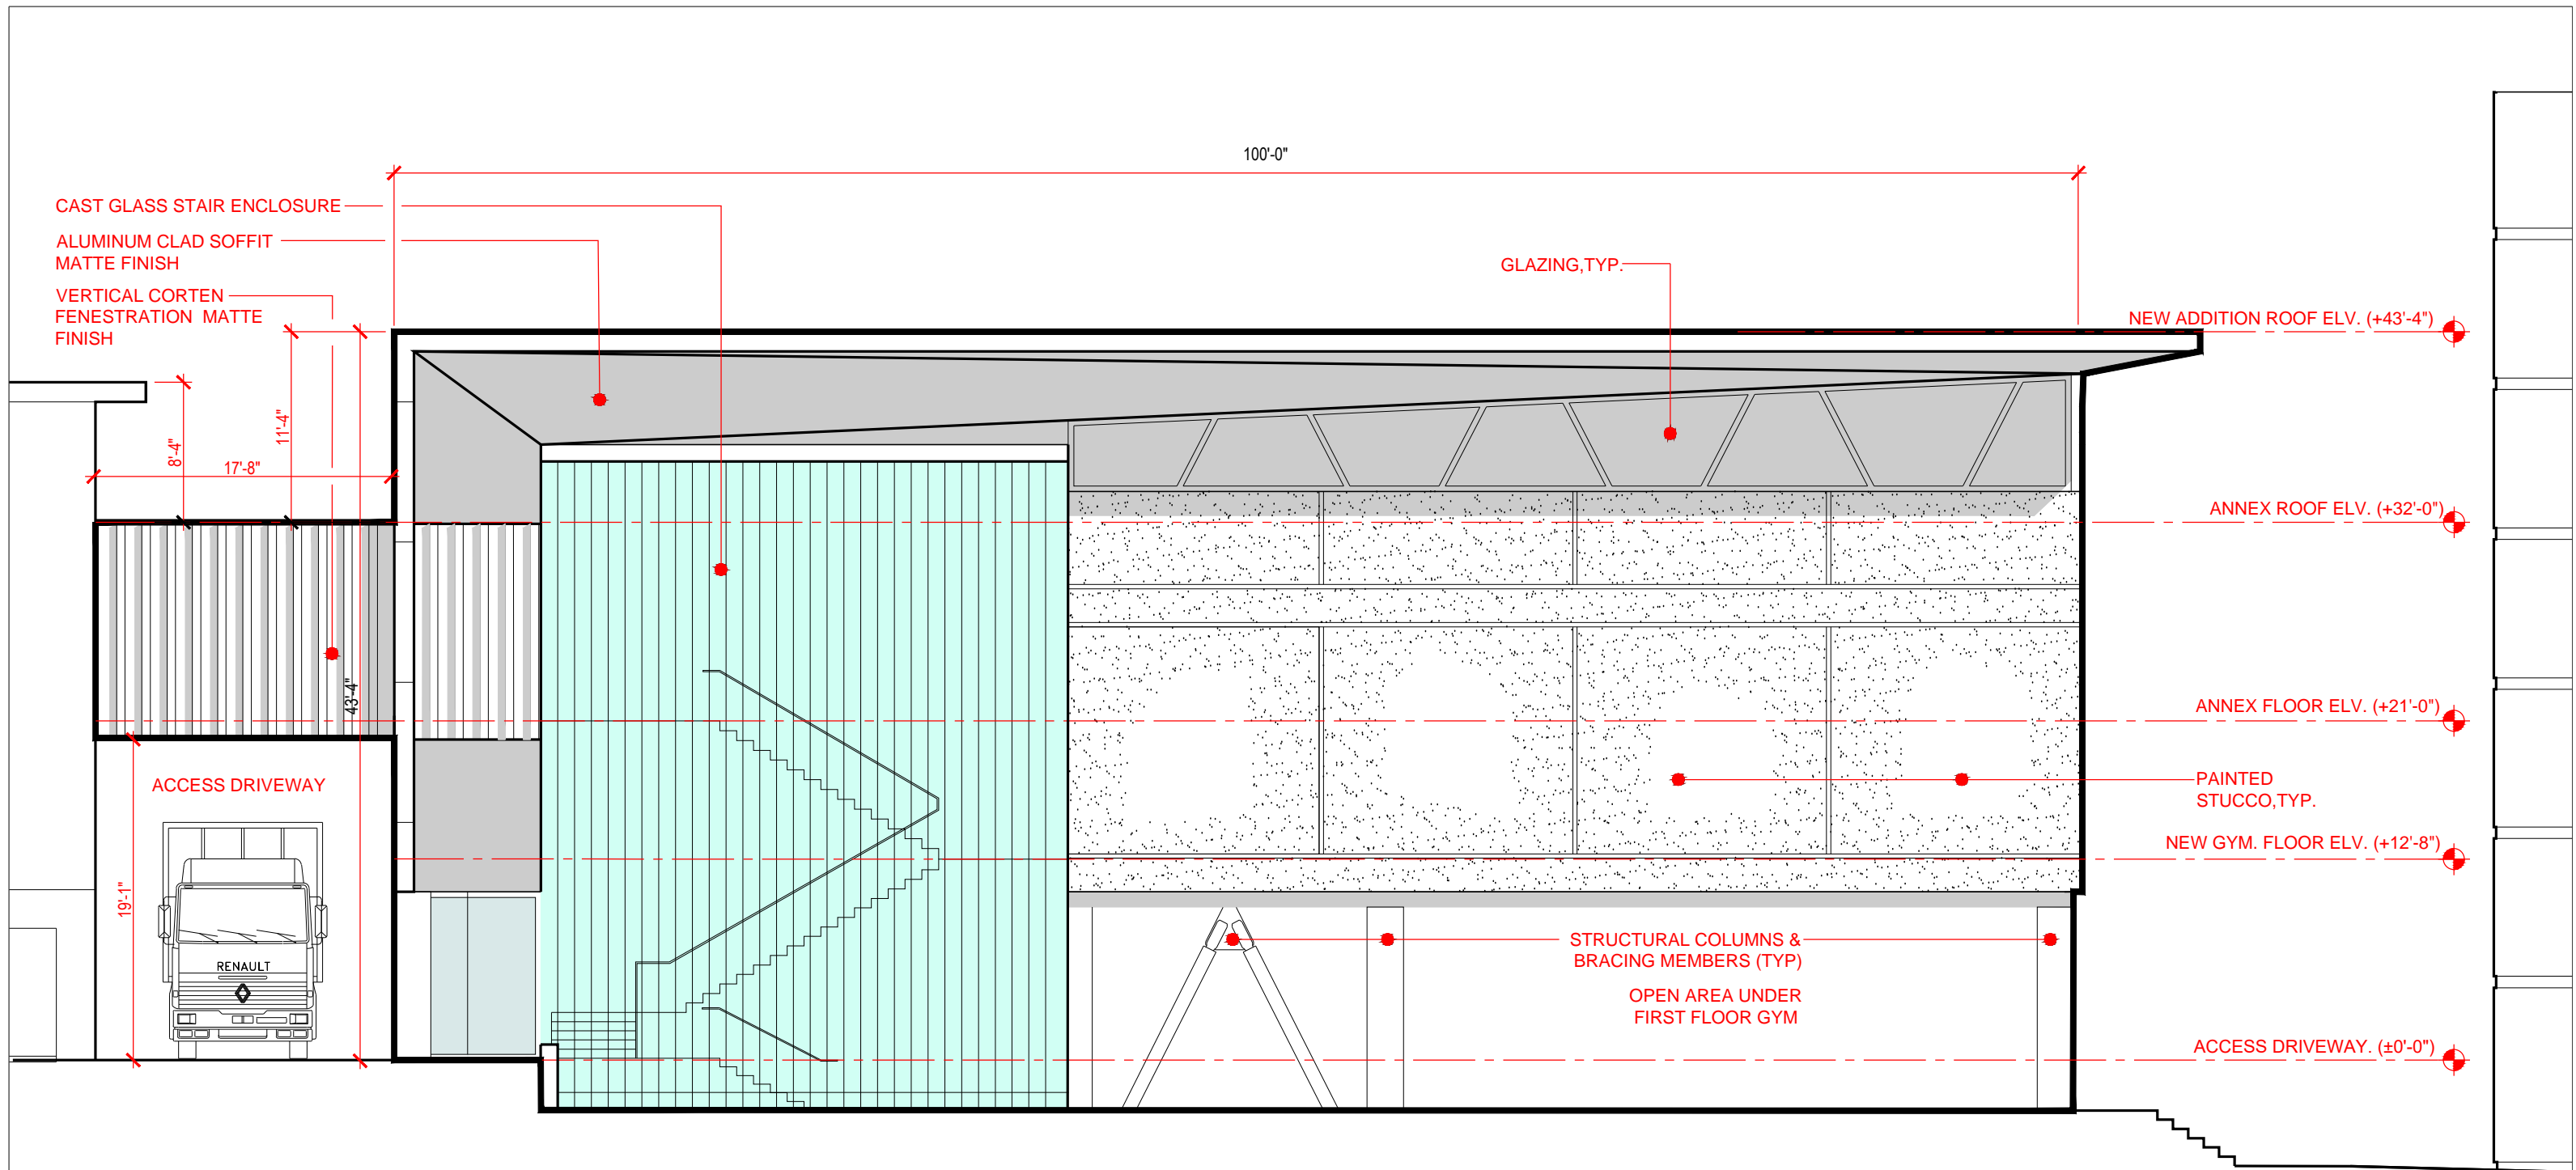 100'-0"
CAST GLASS STAIR ENCLOSURE
ALUMINUM CLAD SOFFIT
MATTE FINISH
GLAZING,TYP.
VERTICAL CORTEN
FENESTRATION MATTE
FINISH
NEW ADDITION ROOF ELV. (+43'-4")
8'-4"
11'-4"
17'-8"
ANNEX ROOF ELV. (+32'-0")
43'-4"
ANNEX FLOOR ELV. (+21'-0")
ACCESS DRIVEWAY
PAINTED
STUCCO,TYP.
NEW GYM. FLOOR ELV. (+12'-8")
19'-1"
RENAULT
STRUCTURAL COLUMNS &
BRACING MEMBERS (TYP)
OPEN AREA UNDER
FIRST FLOOR GYM
ACCESS DRIVEWAY. (±0'-0")